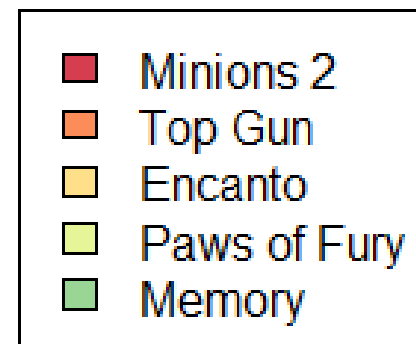 Minions 2
Top Gun
Encanto
Paws of Fury
Memory